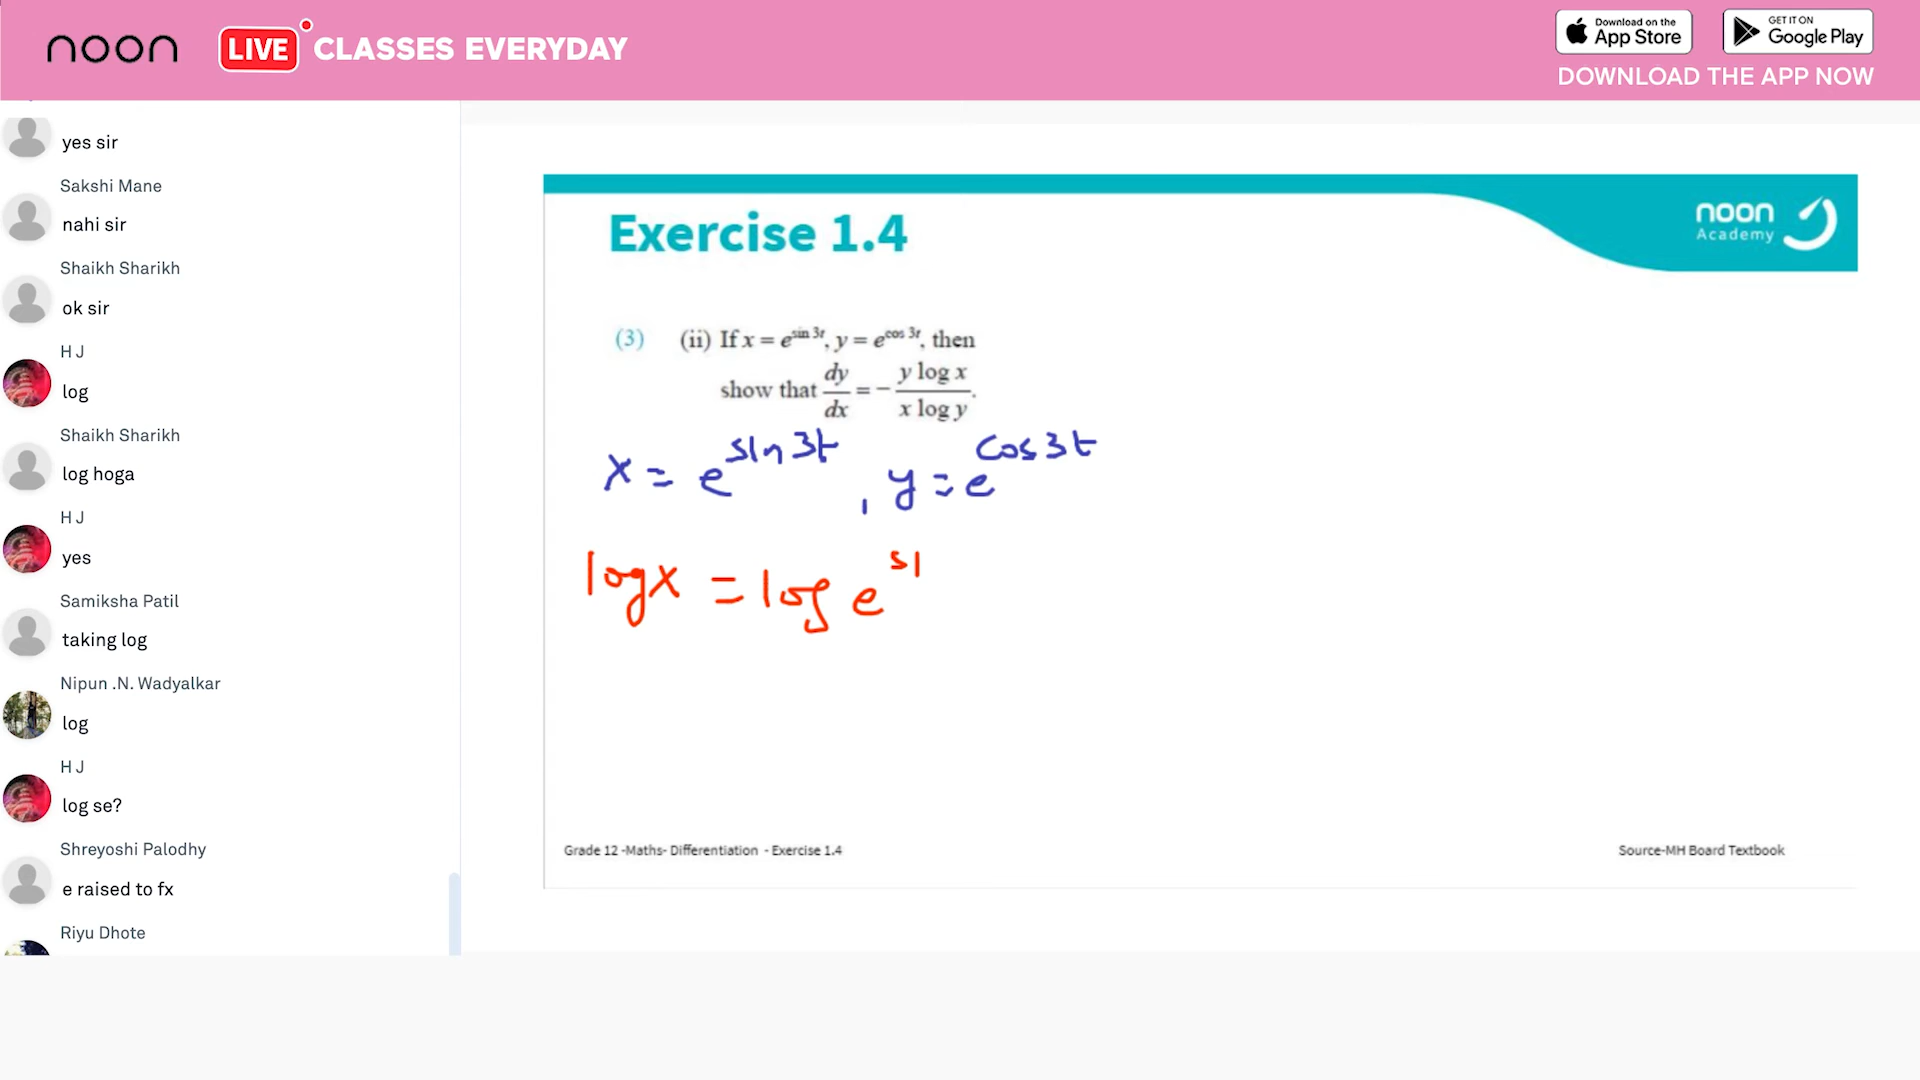 noon LIVE CLASSES EVERYDAY
Download on the App Store
GET IT ON Google Play
DOWNLOAD THE APP NOW
yes sir
Sakshi Mane
nahi sir
Shaikh Sharikh
ok sir
H J
log
Shaikh Sharikh
log hoga
H J
yes
Samiksha Patil
taking log
Nipun .N. Wadyalkar
log
H J
log se?
Shreyoshi Palodhy
e raised to fx
Riyu Dhote
Exercise 1.4
noon
Academy
(3) (ii) If x = e^{sin 3t}, y = e^{cos 3t}, then
show that dy/dx = - y log x / x log y.
x = e^{sin 3t}, y = e^{cos 3t}
log x = log e^{si
Grade 12 -Maths- Differentiation - Exercise 1.4
Source-MH Board Textbook